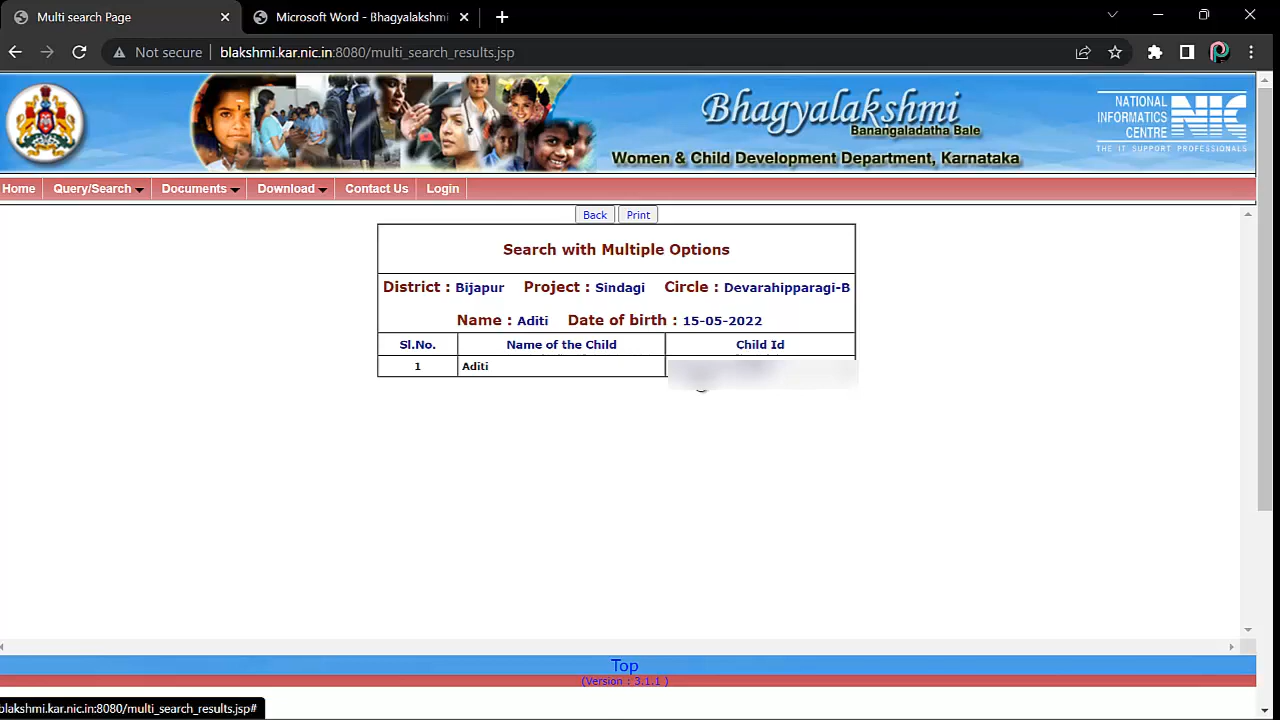 Multi search Page
Microsoft Word - Bhagyalakshmi
Not secure
blakshmi.kar.nic.in:8080/multi_search_results.jsp
Bhagyalakshmi
Banangaladatha Bale
Women & Child Development Department, Karnataka
NATIONAL
INFORMATICS
CENTRE
NIC
THE IT SUPPORT PROFESSIONALS
Home Query/Search Documents Download Contact Us Login
Back Print
Search with Multiple Options
District : Bijapur Project : Sindagi Circle : Devarahipparagi-B
Name : Aditi Date of birth : 15-05-2022
Sl.No. Name of the Child Child Id
1 Aditi
Top
(Version : 3.1.1 )
blakshmi.kar.nic.in:8080/multi_search_results.jsp#